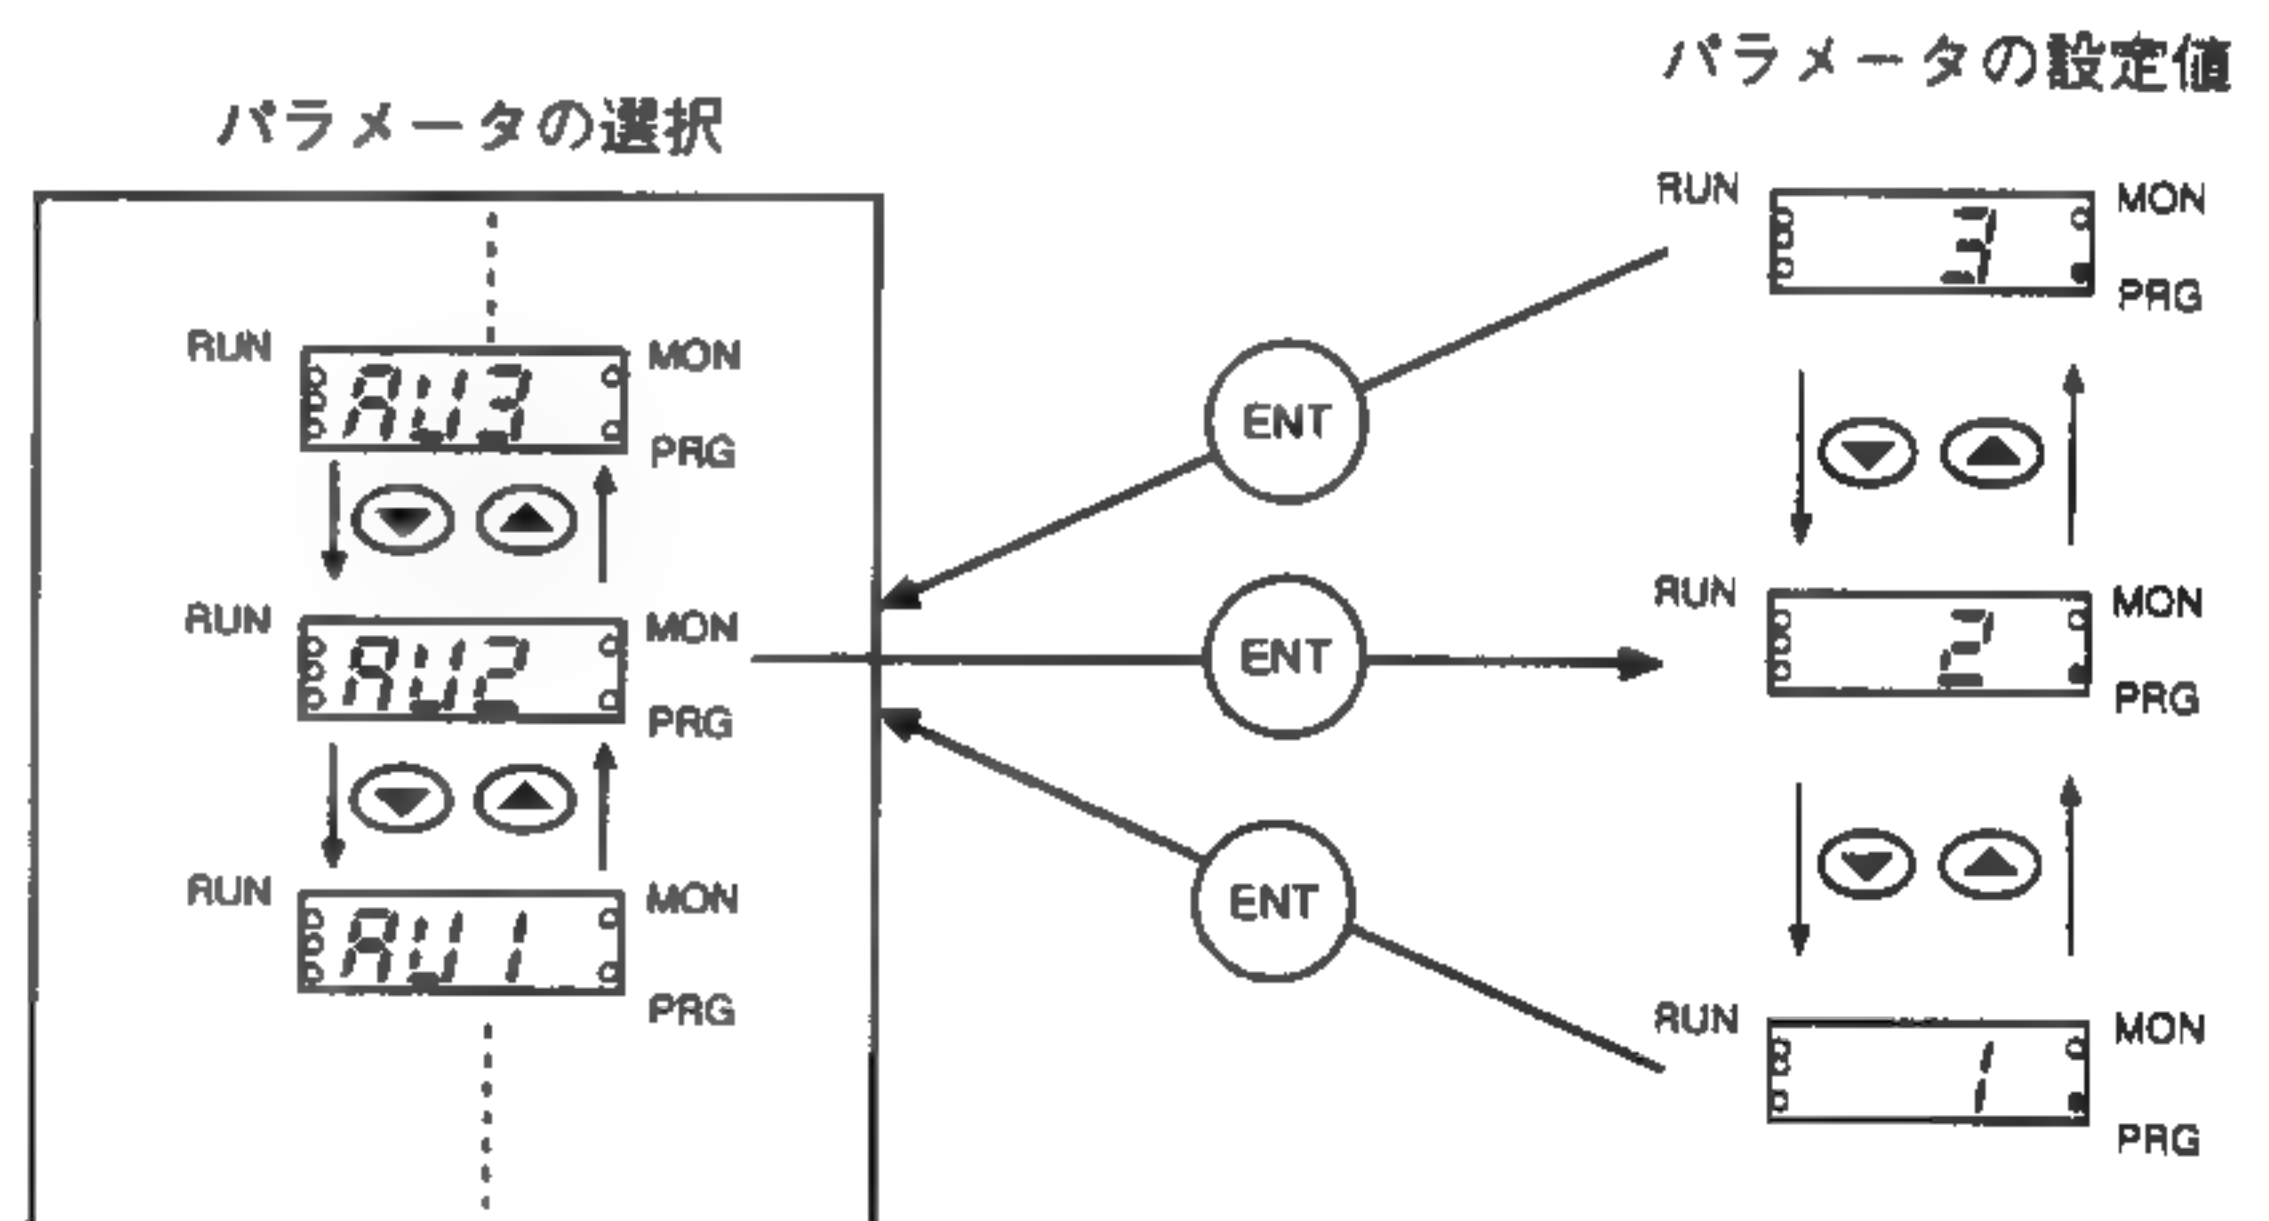 パラメータの設定値
パラメータの選択
RUN
3
MON
PRG
RUN
AU3
MON
PRG
ENT
RUN
AU2
MON
PRG
ENT
RUN
2
MON
PRG
RUN
AU1
MON
PRG
ENT
RUN
1
MON
PRG